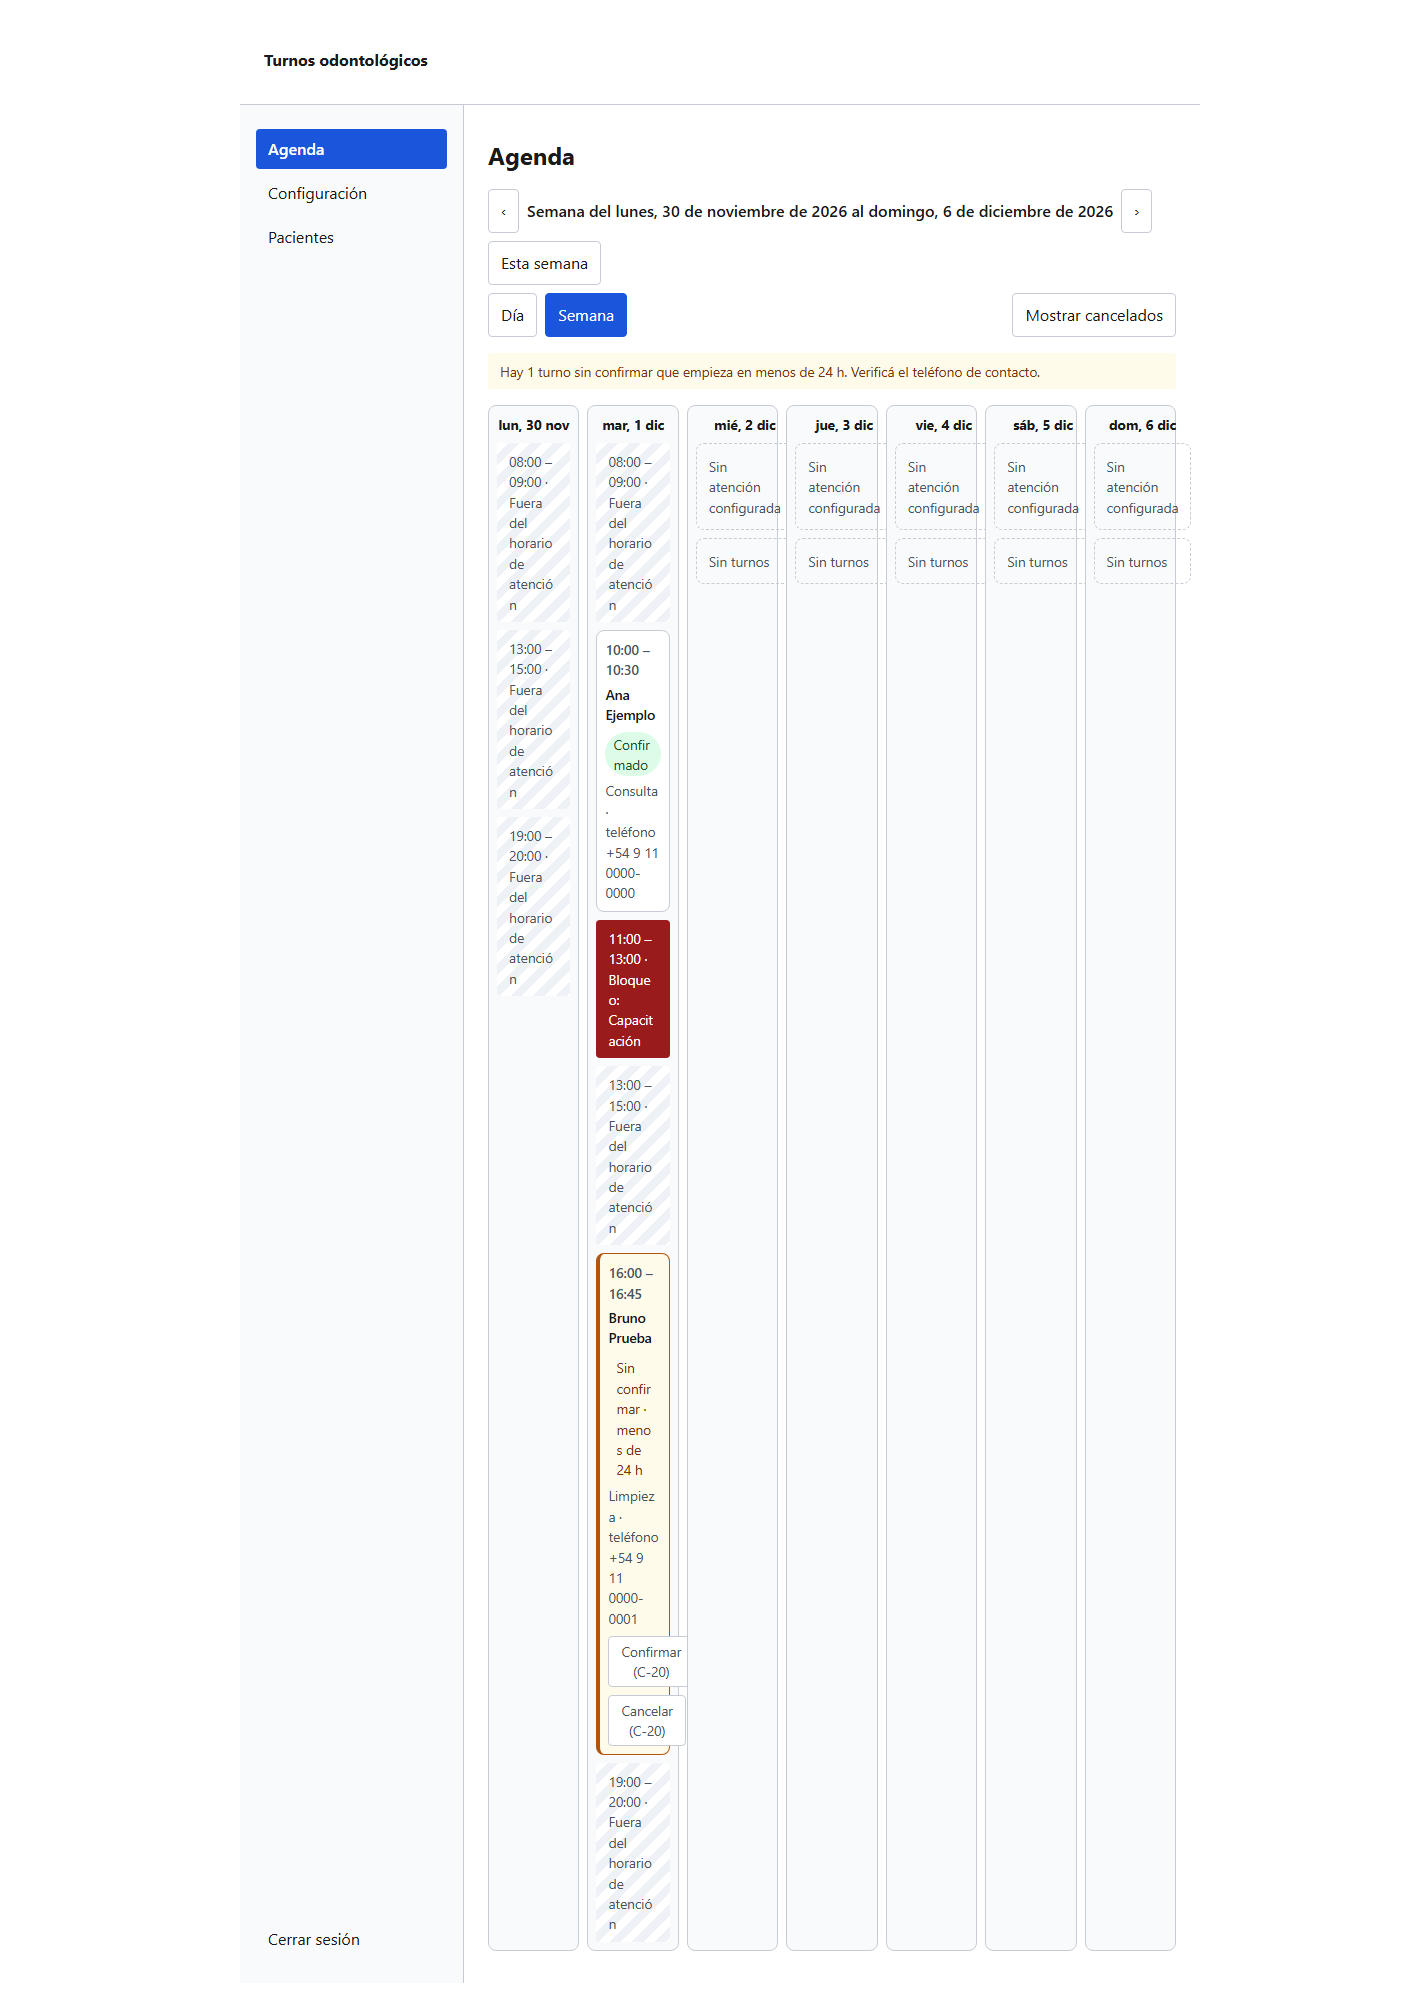 Turnos odontológicos
Agenda
Configuración
Pacientes
Cerrar sesión
Agenda
‹
Semana del lunes, 30 de noviembre de 2026 al domingo, 6 de diciembre de 2026
›
Esta semana
Día
Semana
Mostrar cancelados
Hay 1 turno sin confirmar que empieza en menos de 24 h. Verificá el teléfono de contacto.
lun, 30 nov
08:00 –
09:00 ·
Fuera
del
horario
de
atenció
n
13:00 –
15:00 ·
Fuera
del
horario
de
atenció
n
19:00 –
20:00 ·
Fuera
del
horario
de
atenció
n
mar, 1 dic
08:00 –
09:00 ·
Fuera
del
horario
de
atenció
n
10:00 –
10:30
Ana
Ejemplo
Confir
mado
Consulta
·
teléfono
+54 9 11
0000-
0000
11:00 –
13:00 ·
Bloque
o:
Capacit
ación
13:00 –
15:00 ·
Fuera
del
horario
de
atenció
n
16:00 –
16:45
Bruno
Prueba
Sin
confir
mar ·
meno
s de
24 h
Limpiez
a ·
teléfono
+54 9
11
0000-
0001
Confirmar
(C-20)
Cancelar
(C-20)
19:00 –
20:00 ·
Fuera
del
horario
de
atenció
n
mié, 2 dic
Sin
atención
configurada
Sin turnos
jue, 3 dic
Sin
atención
configurada
Sin turnos
vie, 4 dic
Sin
atención
configurada
Sin turnos
sáb, 5 dic
Sin
atención
configurada
Sin turnos
dom, 6 dic
Sin
atención
configurada
Sin turnos